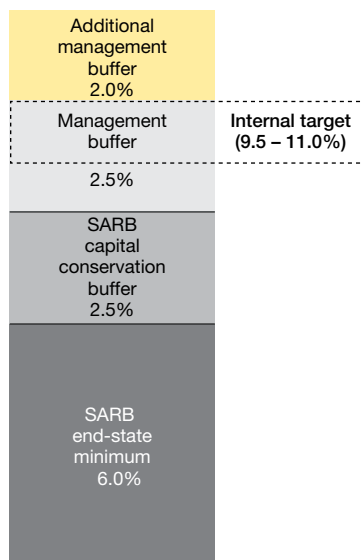 Additional
management
buffer
2.0%
Management
buffer
Internal target
(9.5 – 11.0%)
2.5%
SARB
capital
conservation
buffer
2.5%
SARB
end-state
minimum
6.0%